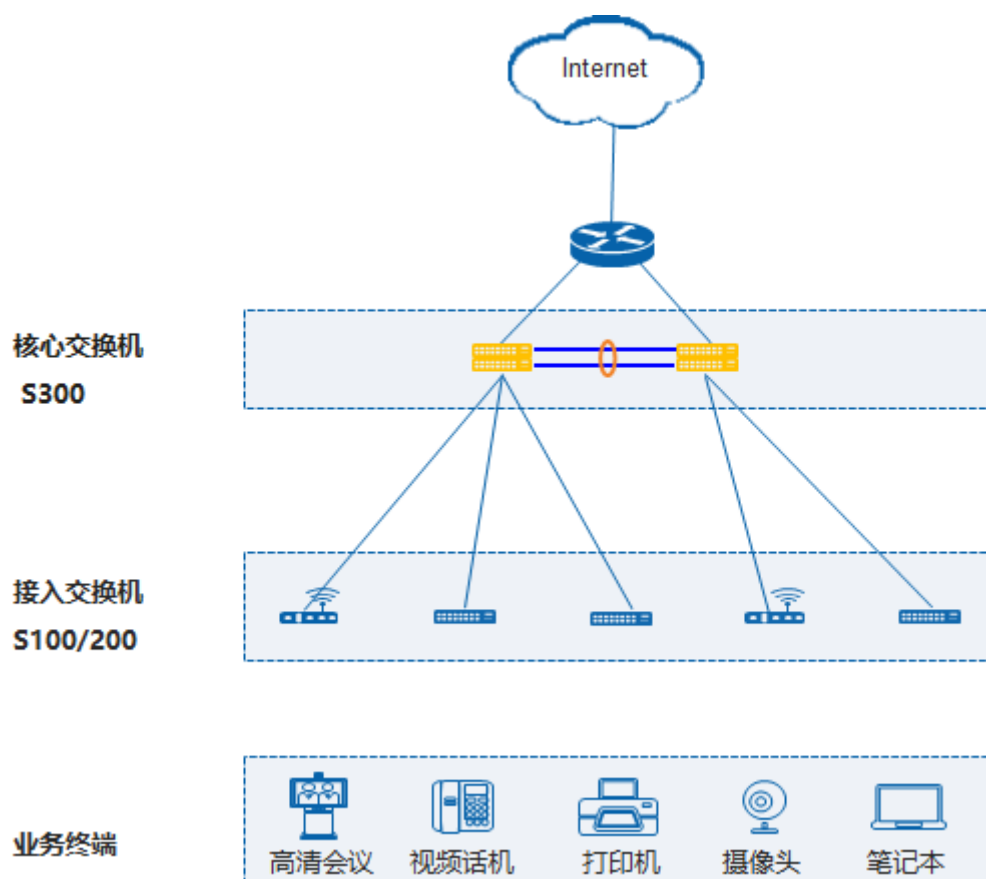 Internet
核心交换机
S300
接入交换机
S100/200
业务终端
高清会议 视频话机 打印机 摄像头 笔记本